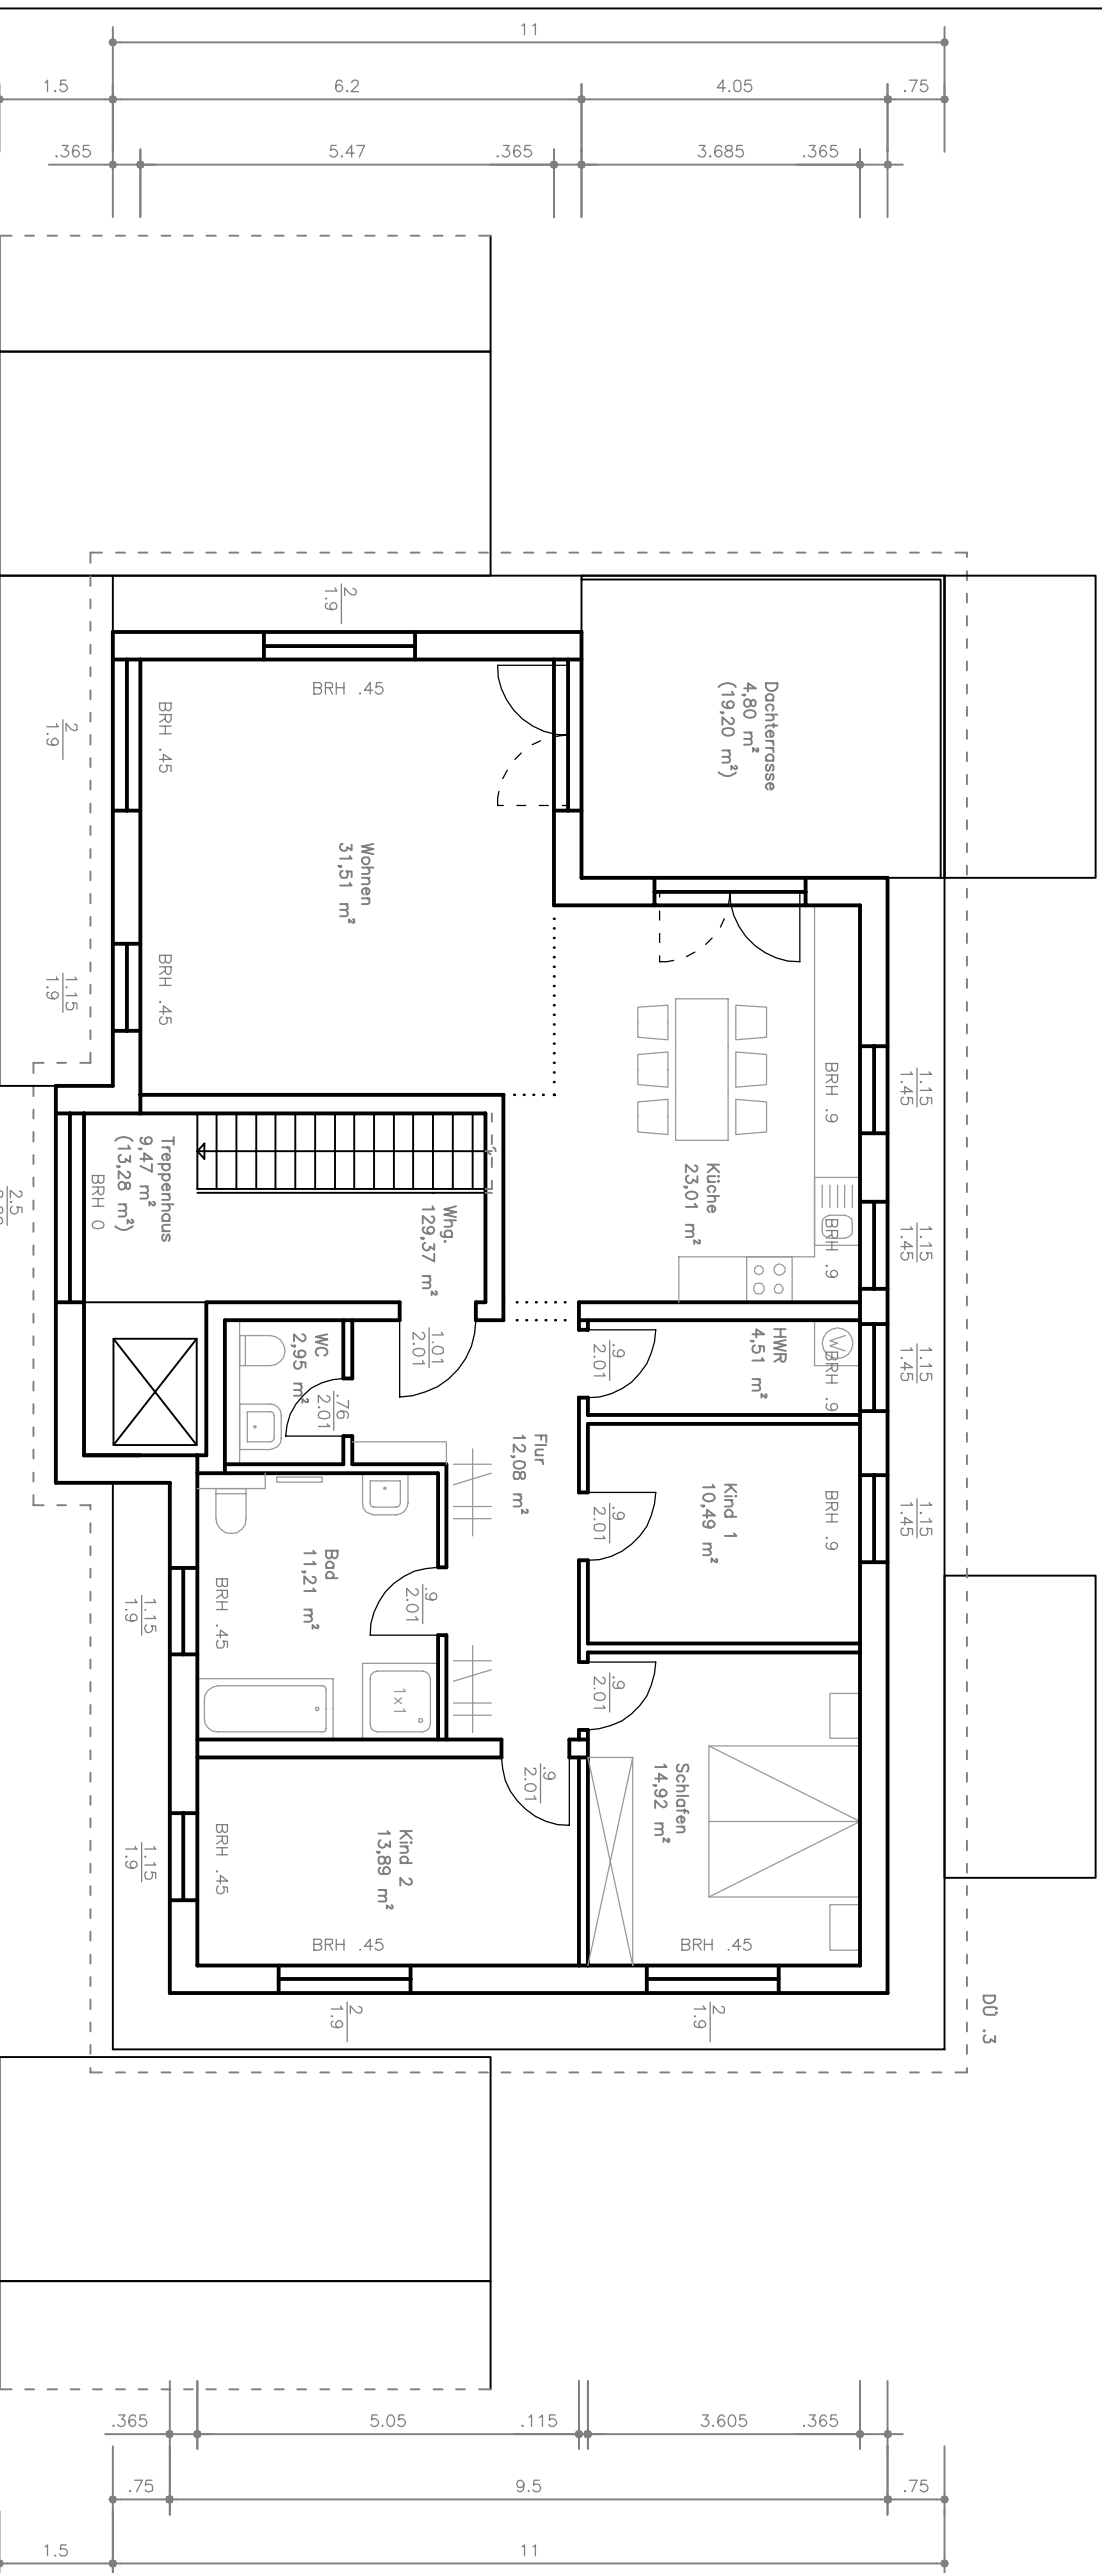 11
1.5
6.2
4.05
.75
.365
5.47
.365
3.685
.365
2
1.9
BRH .45
Dachterrasse
4,80 m²
(19,20 m²)
BRH .45
2
1.9
Wohnen
31,51 m²
BRH .45
1.15
1.9
BRH .9
1.15
1.45
Küche
23,01 m²
BRH .9
1.15
1.45
Treppenhaus
9,47 m²
(13,28 m²)
BRH 0
2.5
Whg.
129,37 m²
1.01
2.01
WC
2,95 m²
.76
2.01
HWR
4,51 m²
W
BRH .9
1.15
1.45
.9
2.01
Flur
12,08 m²
Kind 1
10,49 m²
BRH .9
1.15
1.45
.9
2.01
Bad
11,21 m²
BRH .45
1.15
1.9
.9
2.01
1x1
.9
2.01
Schlafen
14,92 m²
.9
2.01
Kind 2
13,89 m²
BRH .45
1.15
1.9
BRH .45
BRH .45
2
1.9
2
1.9
DÜ .3
.365
5.05
.115
3.605
.365
.75
9.5
.75
1.5
11